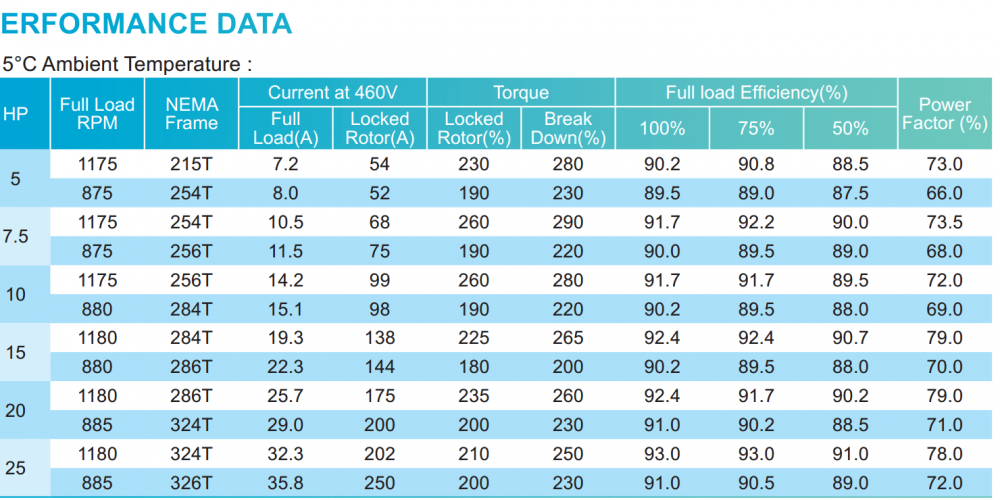 ERFORMANCE DATA
5°C Ambient Temperature :
HP Full Load RPM NEMA Frame Current at 460V Torque Full load Efficiency(%) Power Factor (%)
Full Load(A) Locked Rotor(A) Locked Rotor(%) Break Down(%) 100% 75% 50%
5 1175 215T 7.2 54 230 280 90.2 90.8 88.5 73.0
875 254T 8.0 52 190 230 89.5 89.0 87.5 66.0
7.5 1175 254T 10.5 68 260 290 91.7 92.2 90.0 73.5
875 256T 11.5 75 190 220 90.0 89.5 89.0 68.0
10 1175 256T 14.2 99 260 280 91.7 91.7 89.5 72.0
880 284T 15.1 98 190 220 90.2 89.5 88.0 69.0
15 1180 284T 19.3 138 225 265 92.4 92.4 90.7 79.0
880 286T 22.3 144 180 200 90.2 89.5 88.0 70.0
20 1180 286T 25.7 175 235 260 92.4 91.7 90.2 79.0
885 324T 29.0 200 200 230 91.0 90.2 88.5 71.0
25 1180 324T 32.3 202 210 250 93.0 93.0 91.0 78.0
885 326T 35.8 250 200 230 91.0 90.5 89.0 72.0